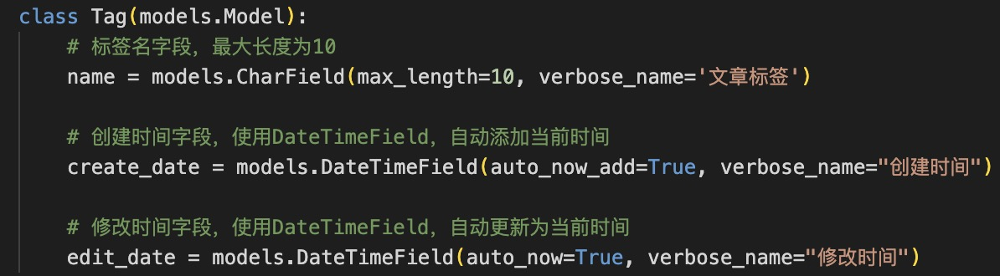 class Tag(models.Model):
    # 标签名字段，最大长度为10
    name = models.CharField(max_length=10, verbose_name='文章标签')
    # 创建时间字段，使用DateTimeField，自动添加当前时间
    create_date = models.DateTimeField(auto_now_add=True, verbose_name="创建时间")
    # 修改时间字段，使用DateTimeField，自动更新为当前时间
    edit_date = models.DateTimeField(auto_now=True, verbose_name="修改时间")